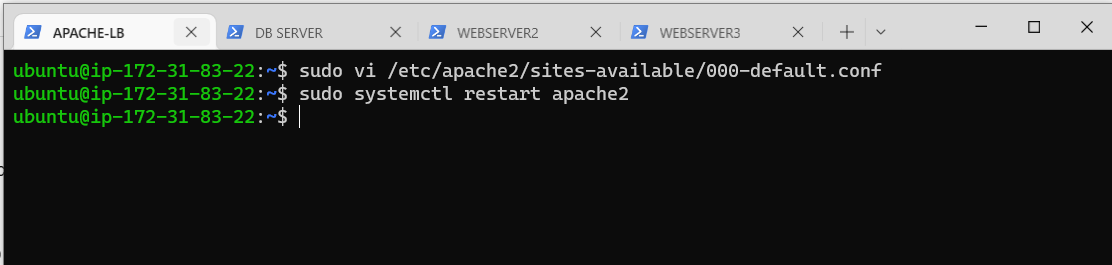 APACHE-LB DB SERVER WEBSERVER2 WEBSERVER3
ubuntu@ip-172-31-83-22:~$ sudo vi /etc/apache2/sites-available/000-default.conf
ubuntu@ip-172-31-83-22:~$ sudo systemctl restart apache2
ubuntu@ip-172-31-83-22:~$